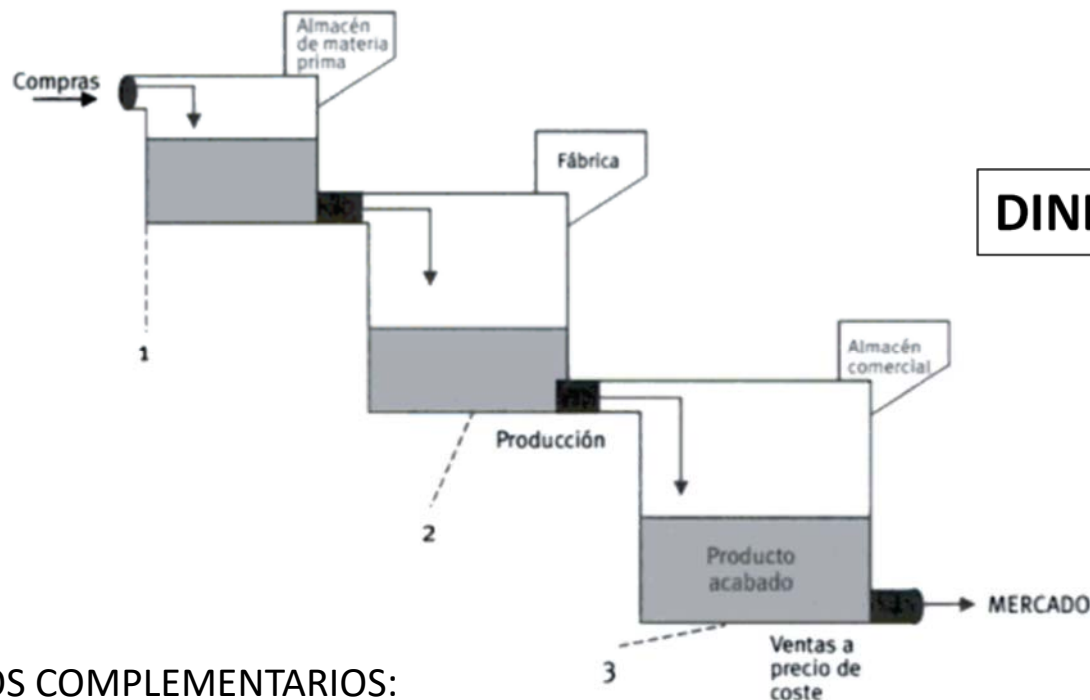 Almacén
de materia
prima
Compras
Fábrica
DIN
1
Almacén
comercial
Producción
2
Producto
acabado
MERCADO
3
Ventas a
precio de
coste
OS COMPLEMENTARIOS: